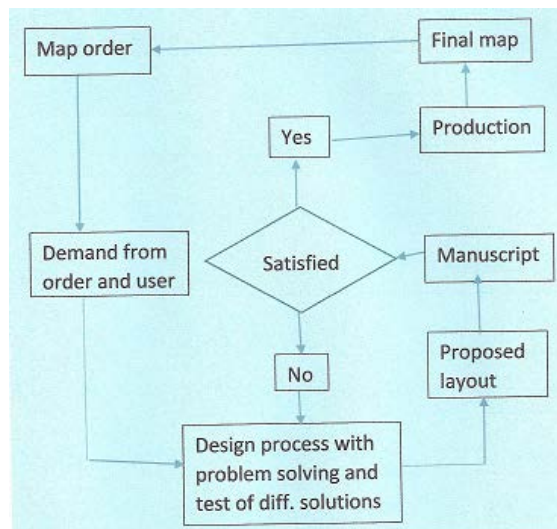 Map order
Final map
Yes
Production
Demand from
order and user
Satisfied
Manuscript
No
Proposed
layout
Design process with
problem solving and
test of diff. solutions